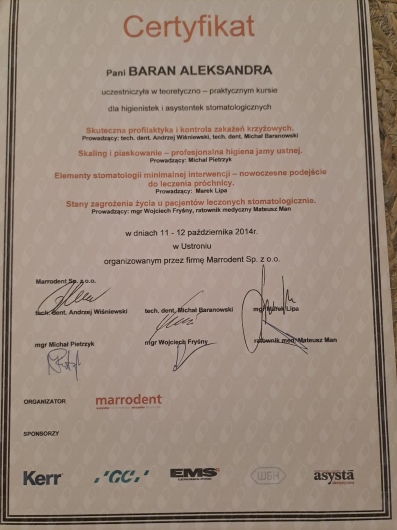 Certyfikat
Pani BARAN ALEKSANDRA
uczestniczyła w teoretyczno – praktycznym kursie
dla higienistek i asystentek stomatologicznych
Skuteczna profilaktyka i kontrola zakażeń krzyżowych.
Prowadzący: tech. dent. Andrzej Wiśniewski, tech. dent. Michał Baranowski
Skaling i piaskowanie – profesjonalna higiena jamy ustnej.
Prowadzący: Michał Pietrzyk
Elementy stomatologii minimalnej interwencji – nowoczesne podejście
do leczenia próchnicy.
Prowadzący: Marek Lipa
Stany zagrożenia życia u pacjentów leczonych stomatologicznie.
Prowadzący: mgr Wojciech Fryśny, ratownik medyczny Mateusz Man
w dniach 11 - 12 października 2014r.
w Ustroniu
organizowanym przez firmę Marrodent Sp. z o.o.
Marrodent Sp. z o.o.
tech. dent. Andrzej Wiśniewski
tech. dent. Michał Baranowski
mgr Marek Lipa
mgr Michał Pietrzyk
mgr Wojciech Fryśny
ratownik med. Mateusz Man
ORGANIZATOR
marrodent
SPONSORZY
Kerr
GC
EMS
W&H
asysta